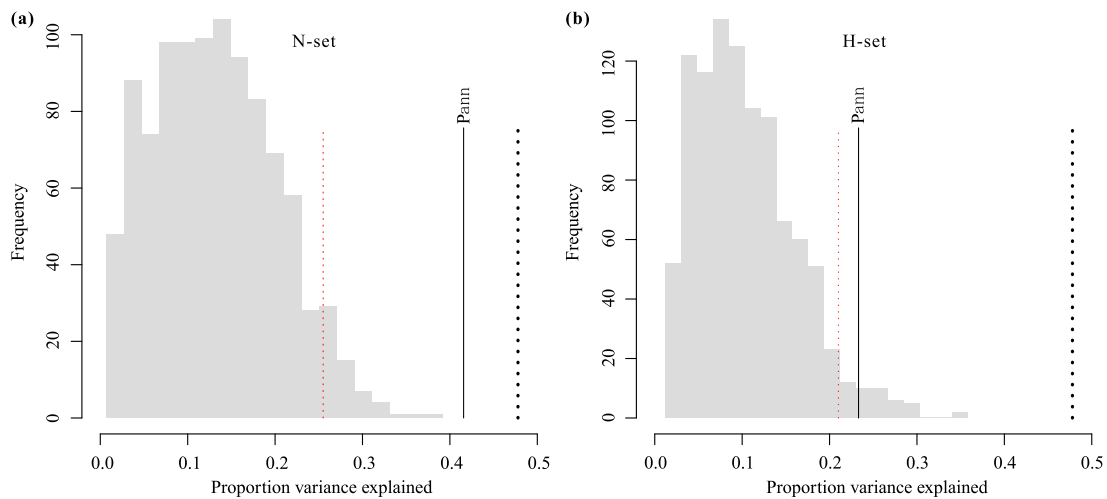 (a)
N-set
Pann
Frequency
0
20
40
60
80
100
0.0 0.1 0.2 0.3 0.4 0.5
Proportion variance explained
(b)
H-set
Pann
Frequency
0
20
40
60
80
100
120
0.0 0.1 0.2 0.3 0.4 0.5
Proportion variance explained